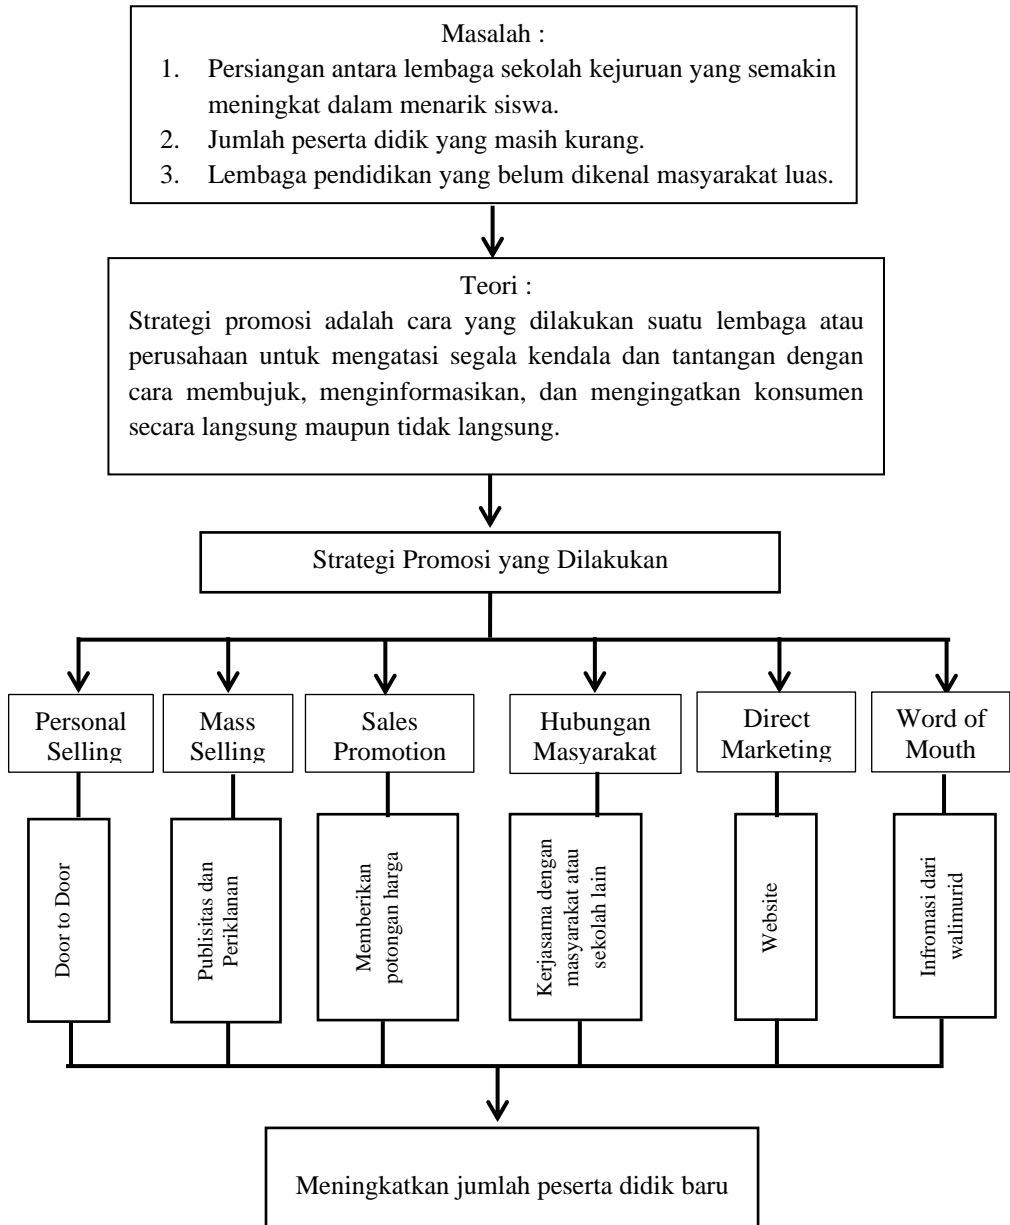 Masalah :
1. Persiangan antara lembaga sekolah kejuruan yang semakin
meningkat dalam menarik siswa.
2. Jumlah peserta didik yang masih kurang.
3. Lembaga pendidikan yang belum dikenal masyarakat luas.
Teori :
Strategi promosi adalah cara yang dilakukan suatu lembaga atau
perusahaan untuk mengatasi segala kendala dan tantangan dengan
cara membujuk, menginformasikan, dan mengingatkan konsumen
secara langsung maupun tidak langsung.
Strategi Promosi yang Dilakukan
Personal
Selling
Mass
Selling
Sales
Promotion
Hubungan
Masyarakat
Direct
Marketing
Word of
Mouth
Door to Door
Publisitas dan
Periklanan
Memberikan
potongan harga
Kerjasama dengan
masyarakat atau
sekolah lain
Website
Infromasi dari
walimurid
Meningkatkan jumlah peserta didik baru